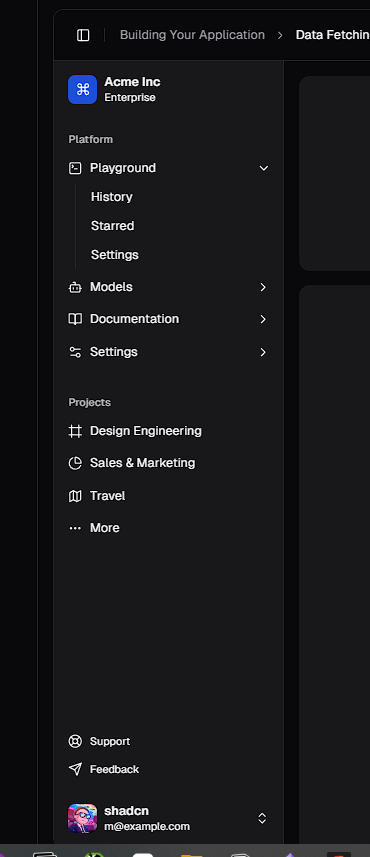 Building Your Application > Data Fetchin
Acme Inc
Enterprise
Platform
Playground
History
Starred
Settings
Models
Documentation
Settings
Projects
Design Engineering
Sales & Marketing
Travel
More
Support
Feedback
shadcn
m@example.com